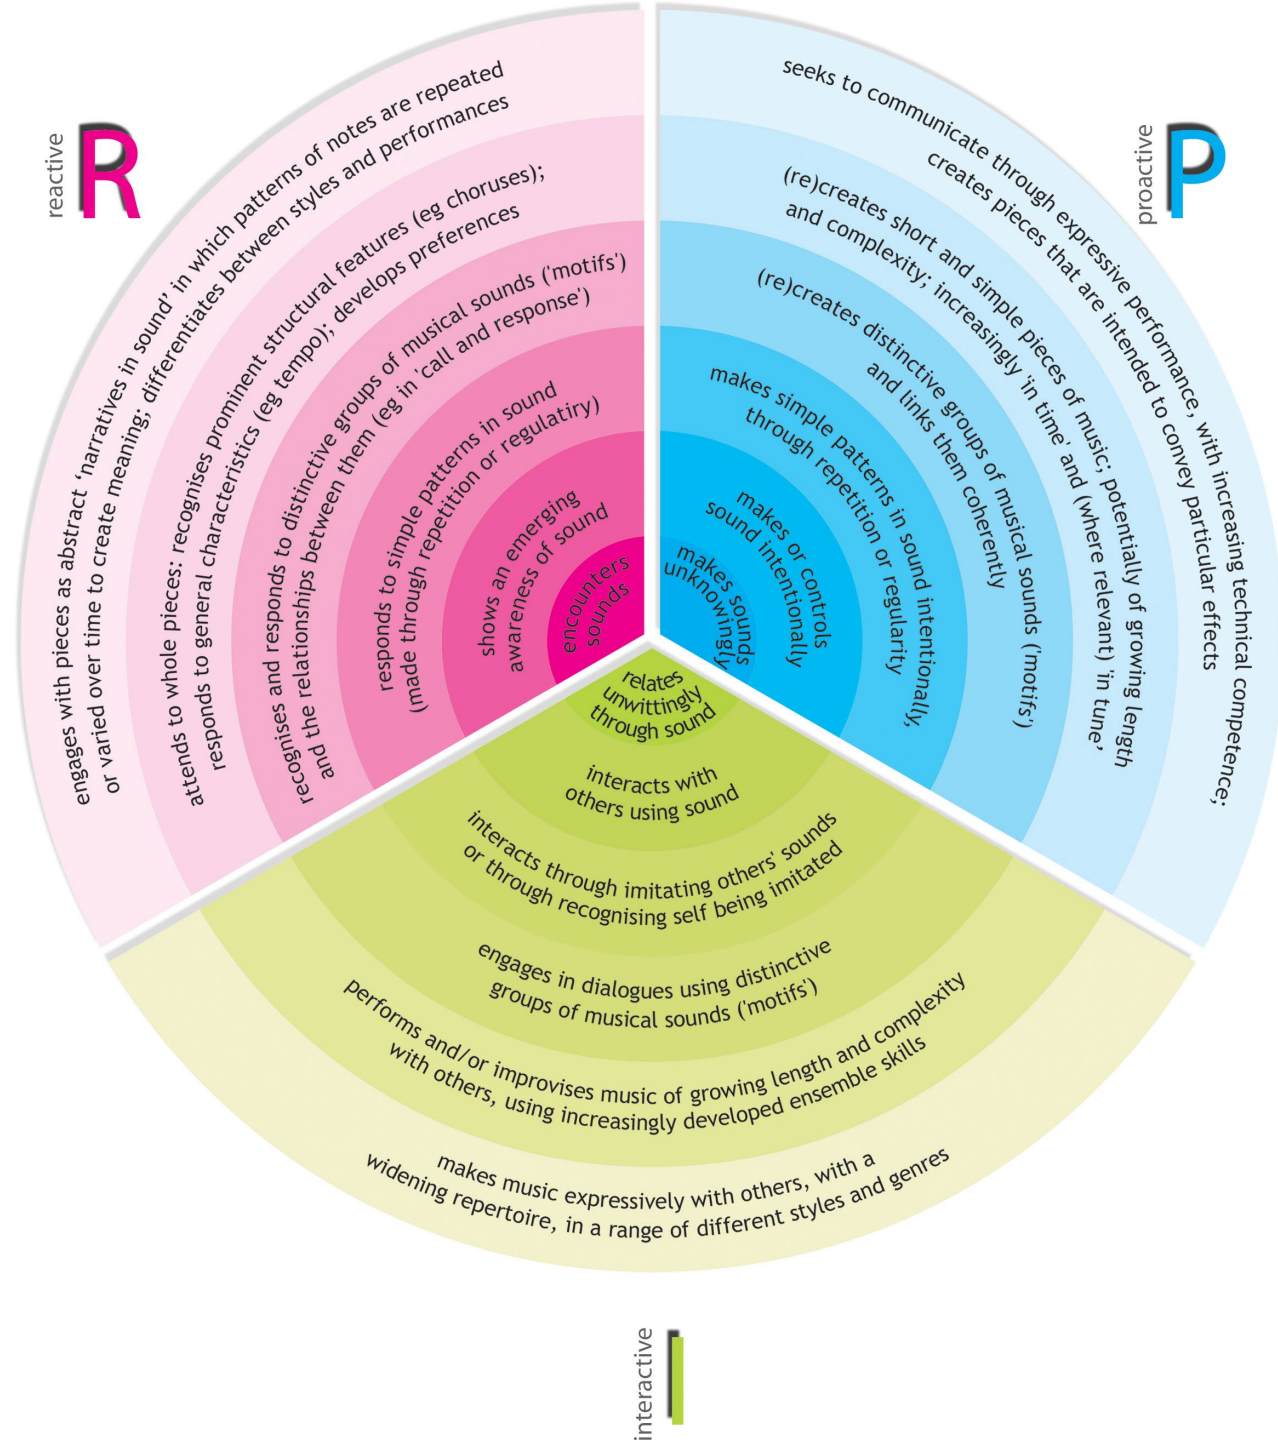 reactive
R
engages with pieces as abstract ‘narratives in sound’ in which patterns of notes are repeated
or varied over time to create meaning; differentiates between styles and performances
attends to whole pieces: recognises prominent structural features (eg choruses);
responds to general characteristics (eg tempo); develops preferences
recognises and responds to distinctive groups of musical sounds ('motifs')
and the relationships between them (eg in 'call and response')
responds to simple patterns in sound
(made through repetition or regulatiry)
shows an emerging
awareness of sound
encounters
sounds
proactive
P
seeks to communicate through expressive performance, with increasing technical competence;
creates pieces that are intended to convey particular effects
(re)creates short and simple pieces of music; potentially of growing length
and complexity; increasingly 'in time' and (where relevant) 'in tune'
(re)creates distinctive groups of musical sounds ('motifs')
and links them coherently
makes simple patterns in sound intentionally,
through repetition or regularity
makes or controls
sound intentionally
makes sounds
unknowingly
relates
unwittingly
through sound
interacts with
others using sound
interacts through imitating others' sounds
or through recognising self being imitated
engages in dialogues using distinctive
groups of musical sounds ('motifs')
performs and/or improvises music of growing length and complexity
with others, using increasingly developed ensemble skills
makes music expressively with others, with a
widening repertoire, in a range of different styles and genres
interactive
I